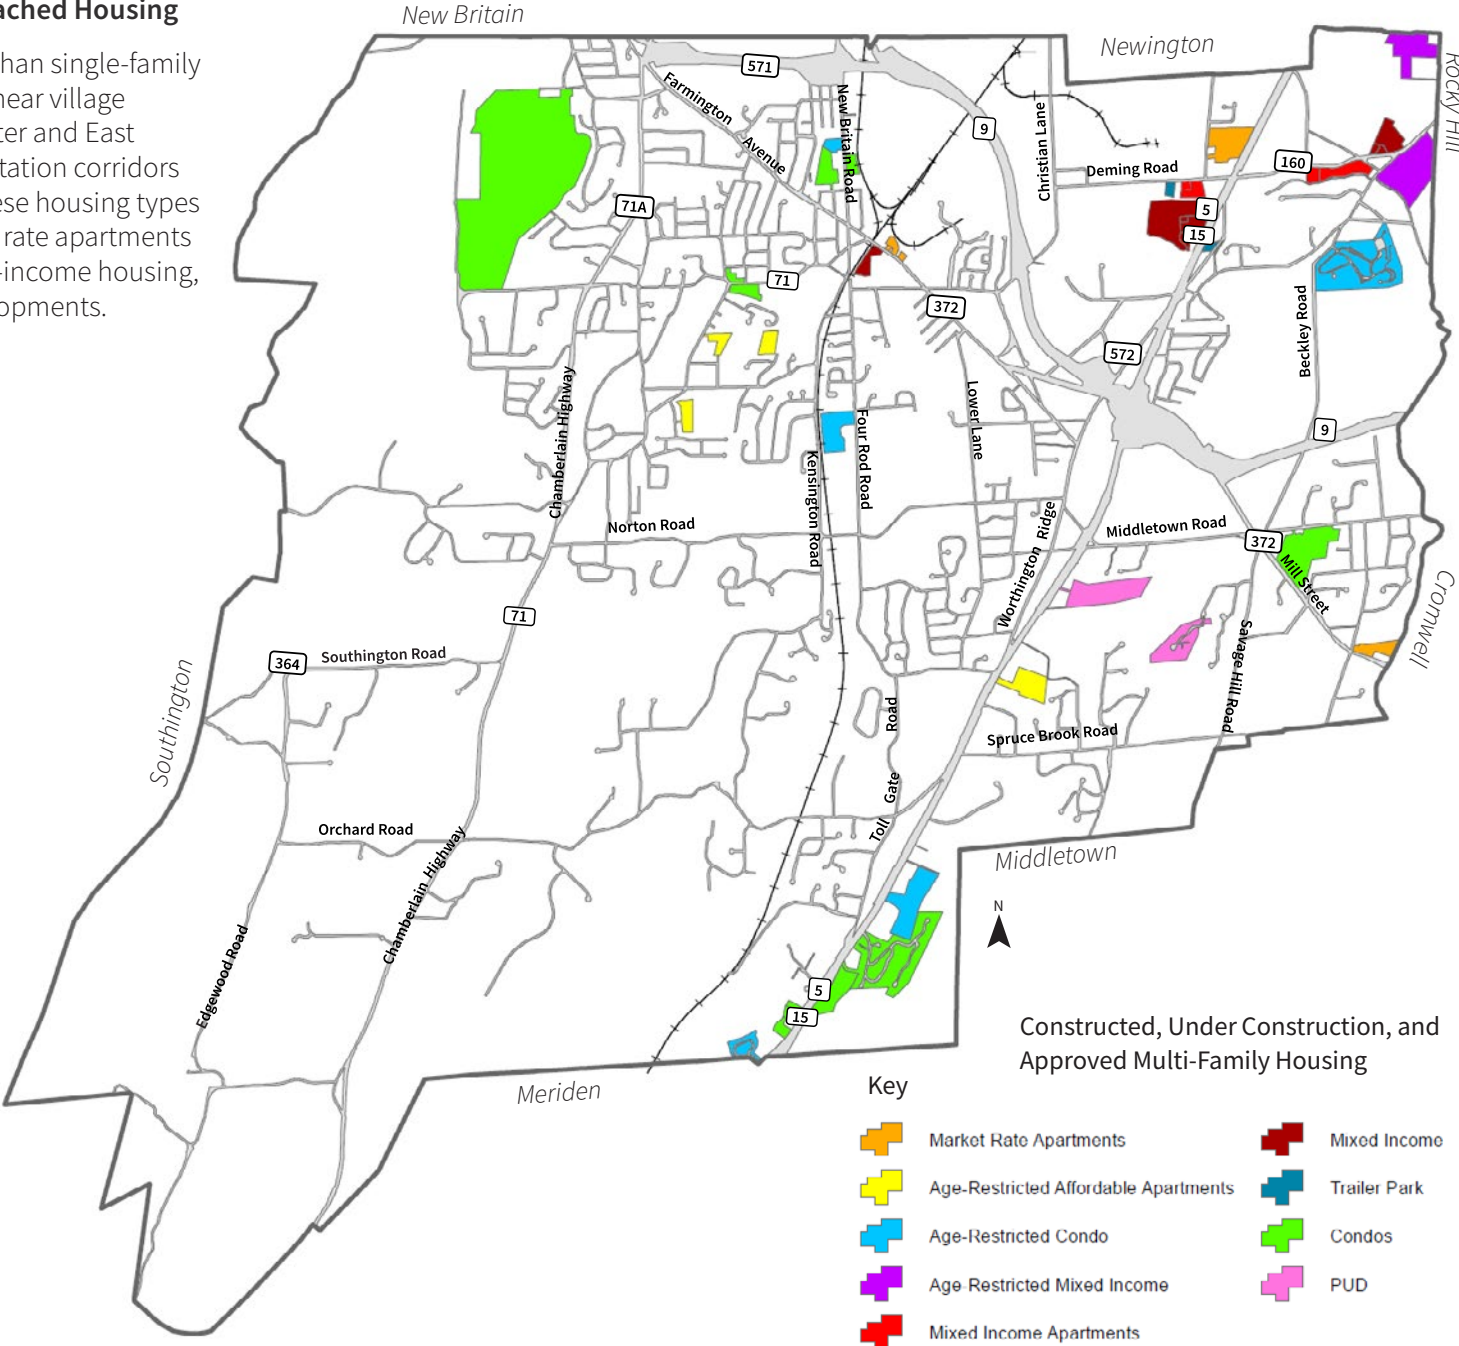 ached Housing
han single-family
near village
ter and East
tation corridors
ese housing types
rate apartments
-income housing,
opments.
New Britain
Newington
Rocky Hill
571
Farmington Avenue
New Britain Road
9
Christian Lane
Deming Road
160
71A
5
15
71
372
572
Beckley Road
9
Chamberlain Highway
Lower Lane
Four Rod Road
Kensington Road
Norton Road
Worthington Ridge
Middletown Road
372
Mill Street
Cromwell
71
Savage Hill Road
364
Southington Road
Southington
Spruce Brook Road
Toll Gate Road
Orchard Road
Chamberlain Highway
Middletown
N
Edgewood Road
5
15
Meriden
Constructed, Under Construction, and
Approved Multi-Family Housing
Key
Market Rate Apartments
Age-Restricted Affordable Apartments
Age-Restricted Condo
Age-Restricted Mixed Income
Mixed Income Apartments
Mixed Income
Trailer Park
Condos
PUD